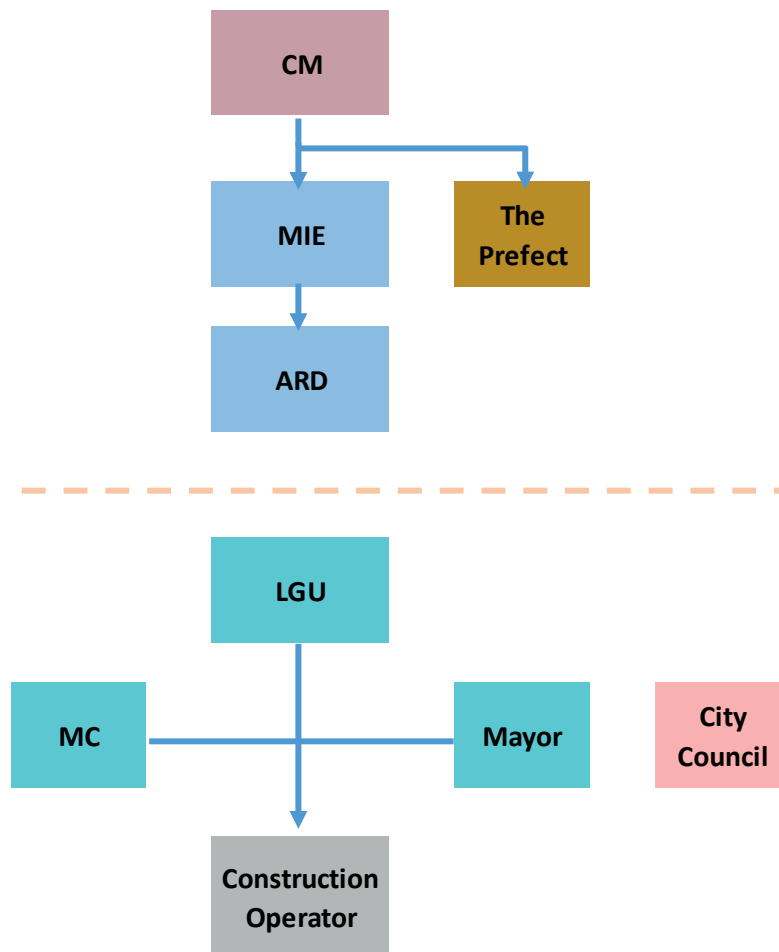 CM
MIE
The
Prefect
ARD
LGU
MC
Mayor
City
Council
Construction
Operator